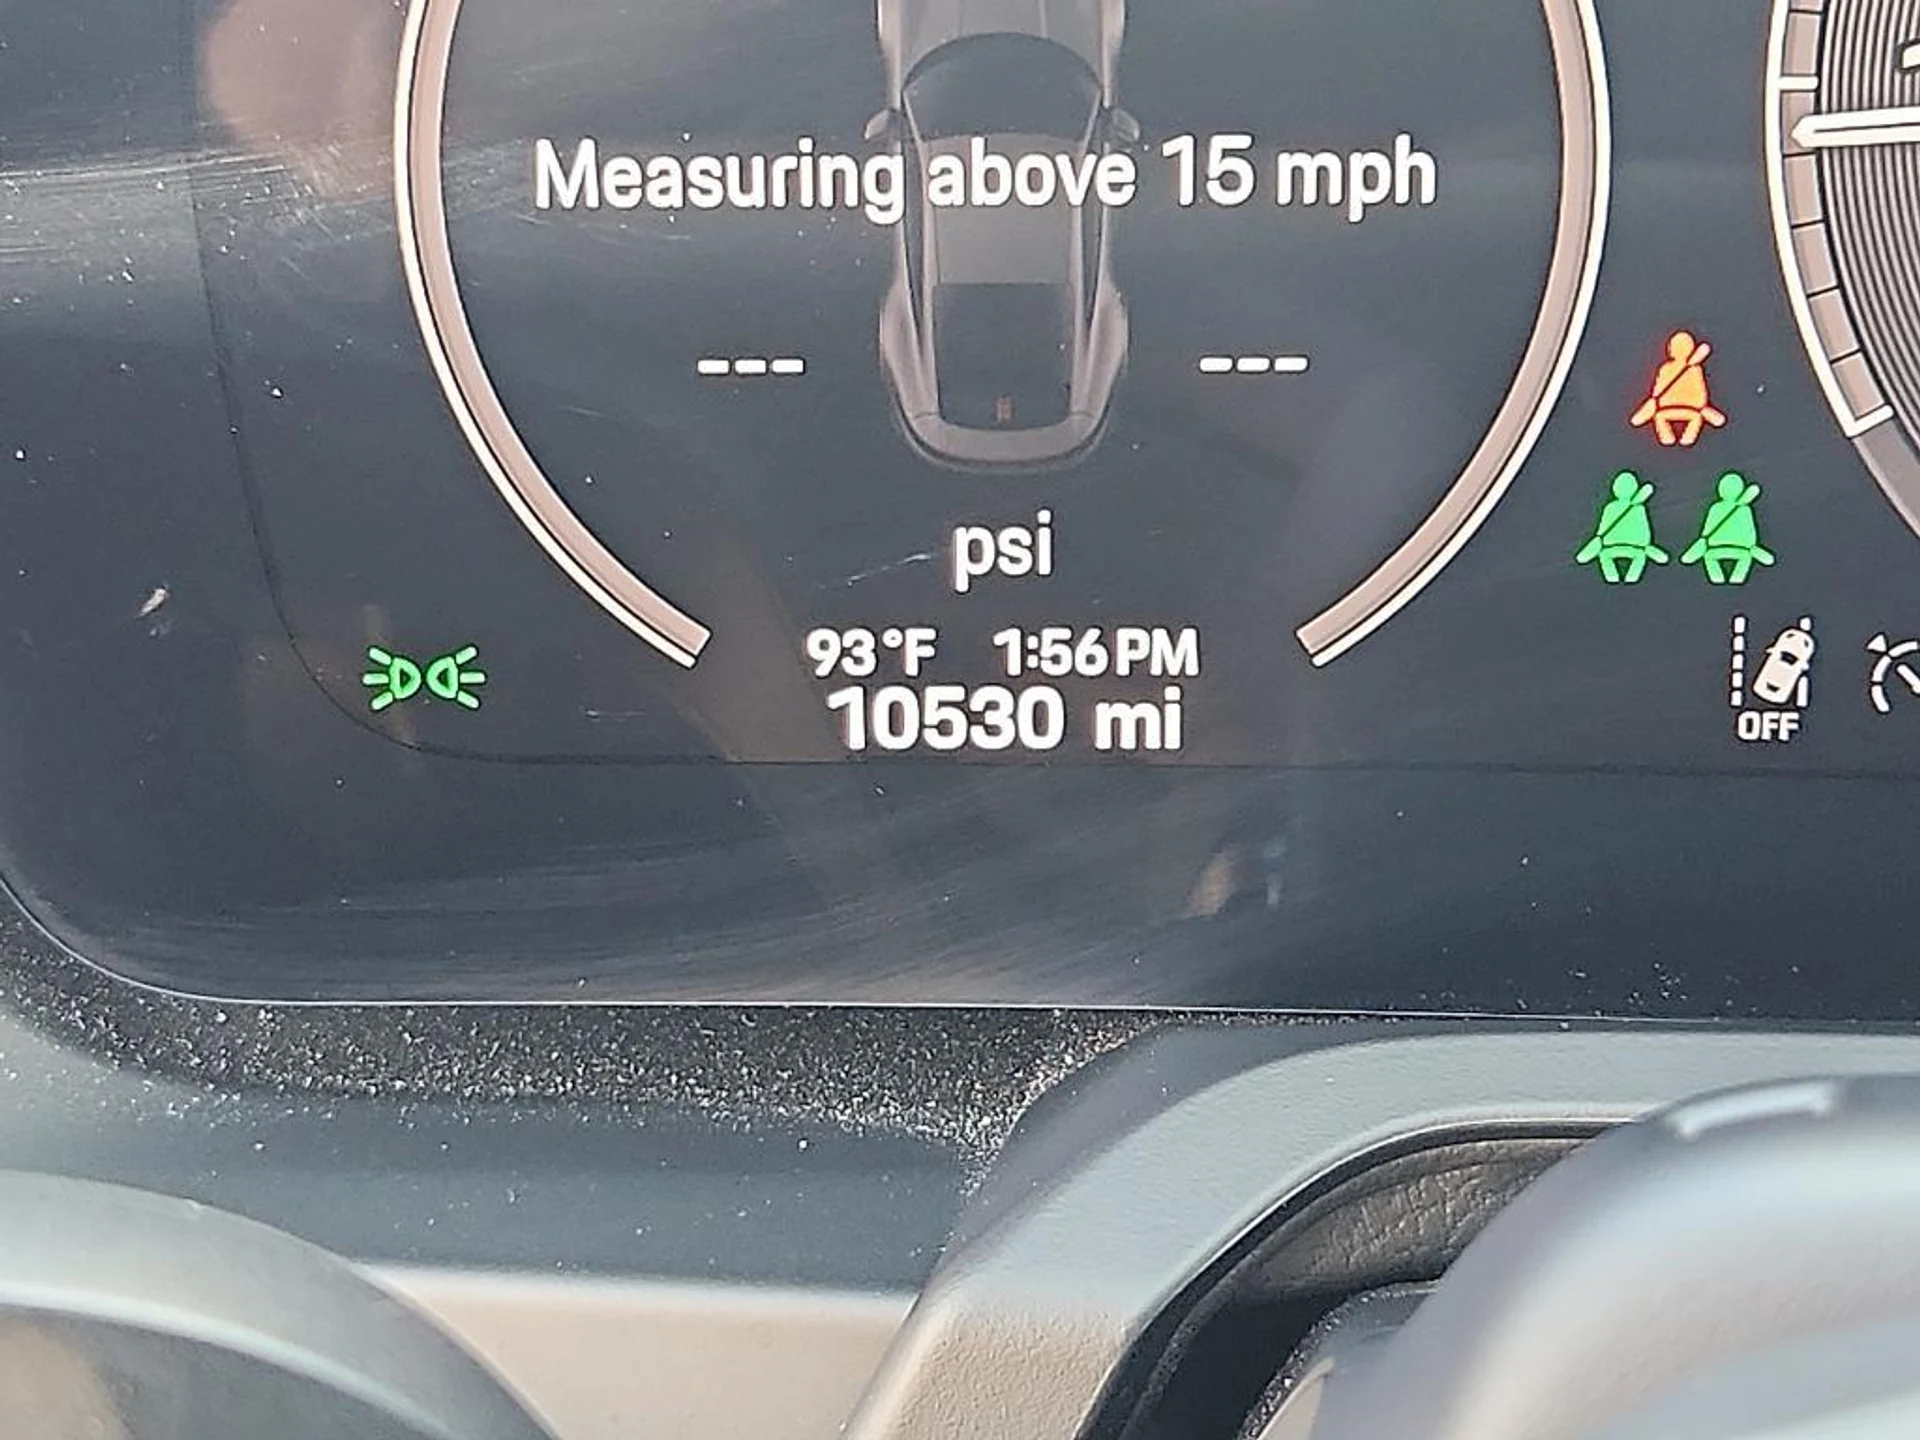 Measuring above 15 mph
--- ---
psi
93°F 1:56 PM
10530 mi
OFF